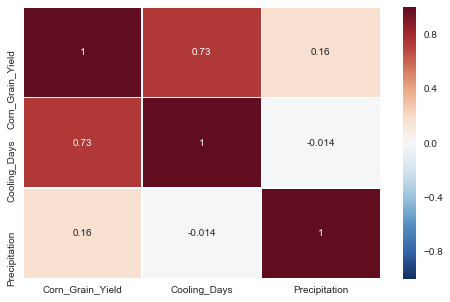 1
0.73
0.16
0.73
1
-0.014
0.16
-0.014
1
Corn_Grain_Yield
Cooling_Days
Precipitation
Corn_Grain_Yield
Cooling_Days
Precipitation
0.8
0.4
0.0
−0.4
−0.8